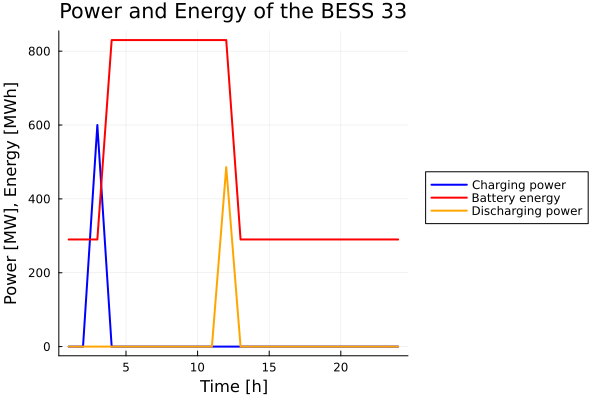 Power and Energy of the BESS 33
Power [MW], Energy [MWh]
800
600
400
200
0
5 10 15 20
Time [h]
Charging power
Battery energy
Discharging power